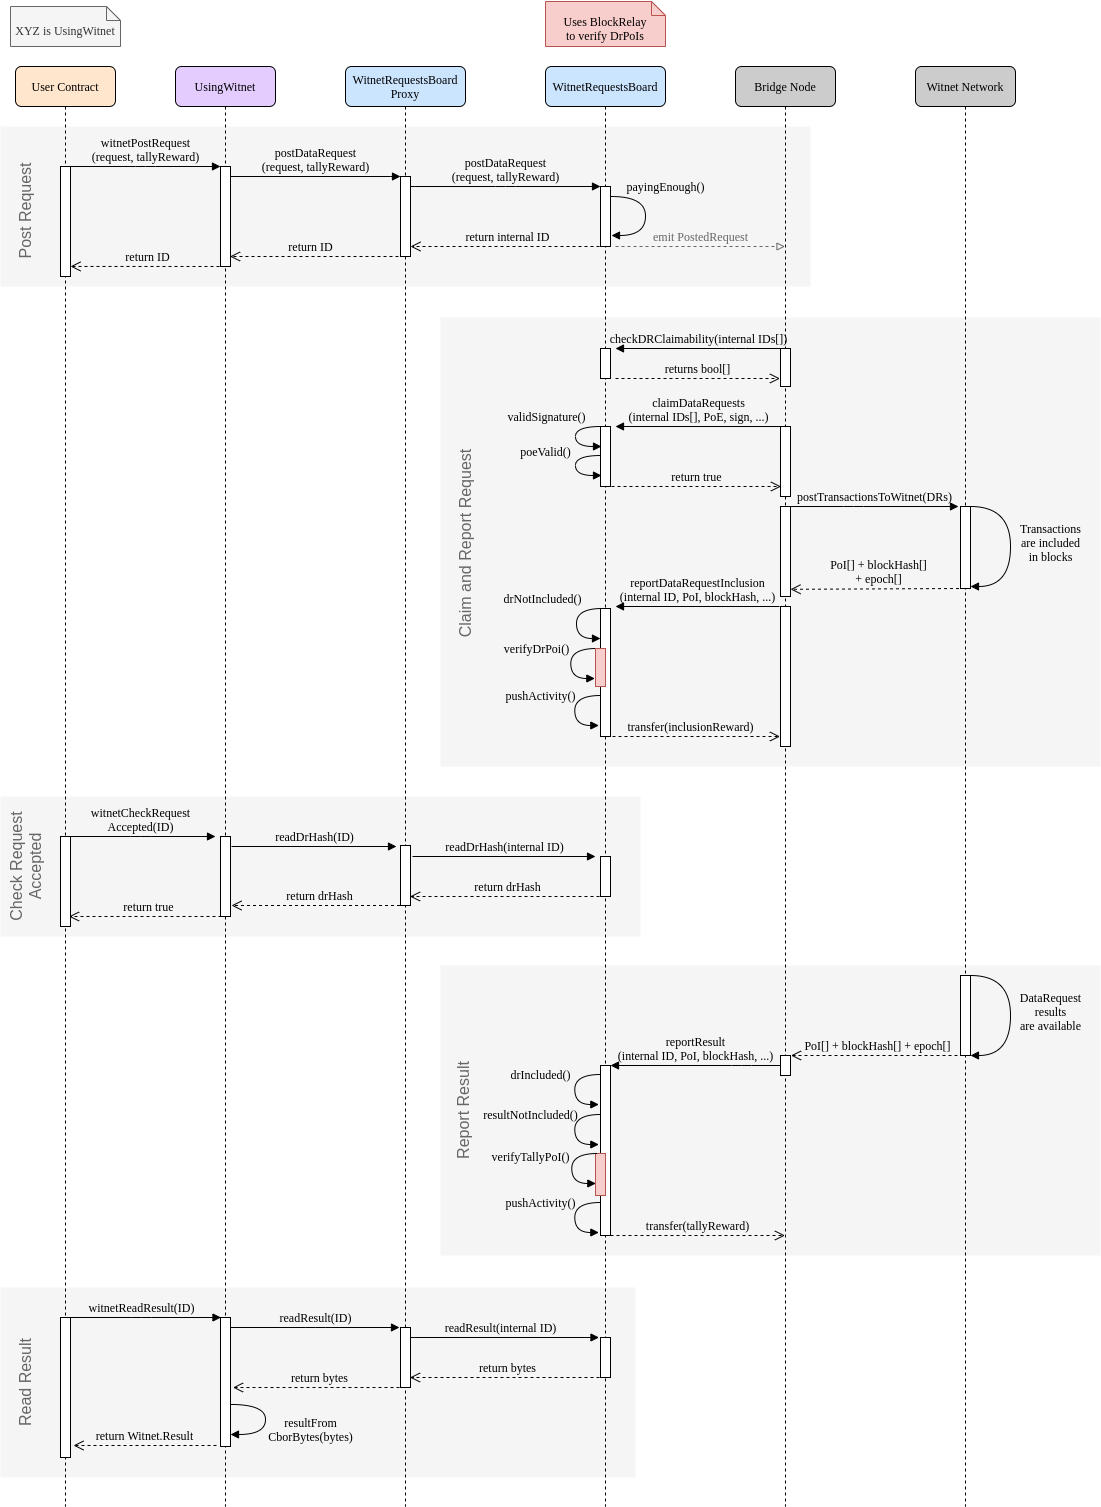 XYZ is UsingWitnet
Uses BlockRelay
to verify DrPoIs
User Contract
UsingWitnet
WitnetRequestsBoard
Proxy
WitnetRequestsBoard
Bridge Node
Witnet Network
Post Request
witnetPostRequest
(request, tallyReward)
postDataRequest
(request, tallyReward)
postDataRequest
(request, tallyReward)
payingEnough()
return internal ID
emit PostedRequest
return ID
return ID
Claim and Report Request
checkDRClaimability(internal IDs[])
returns bool[]
claimDataRequests
(internal IDs[], PoE, sign, ...)
validSignature()
poeValid()
return true
postTransactionsToWitnet(DRs)
Transactions
are included
in blocks
PoI[] + blockHash[]
+ epoch[]
reportDataRequestInclusion
(internal ID, PoI, blockHash, ...)
drNotIncluded()
verifyDrPoi()
pushActivity()
transfer(inclusionReward)
Check Request
Accepted
witnetCheckRequest
Accepted(ID)
readDrHash(ID)
readDrHash(internal ID)
return drHash
return drHash
return true
Report Result
DataRequest
results
are available
PoI[] + blockHash[] + epoch[]
reportResult
(internal ID, PoI, blockHash, ...)
drIncluded()
resultNotIncluded()
verifyTallyPoI()
pushActivity()
transfer(tallyReward)
Read Result
witnetReadResult(ID)
readResult(ID)
readResult(internal ID)
return bytes
return bytes
resultFrom
CborBytes(bytes)
return Witnet.Result